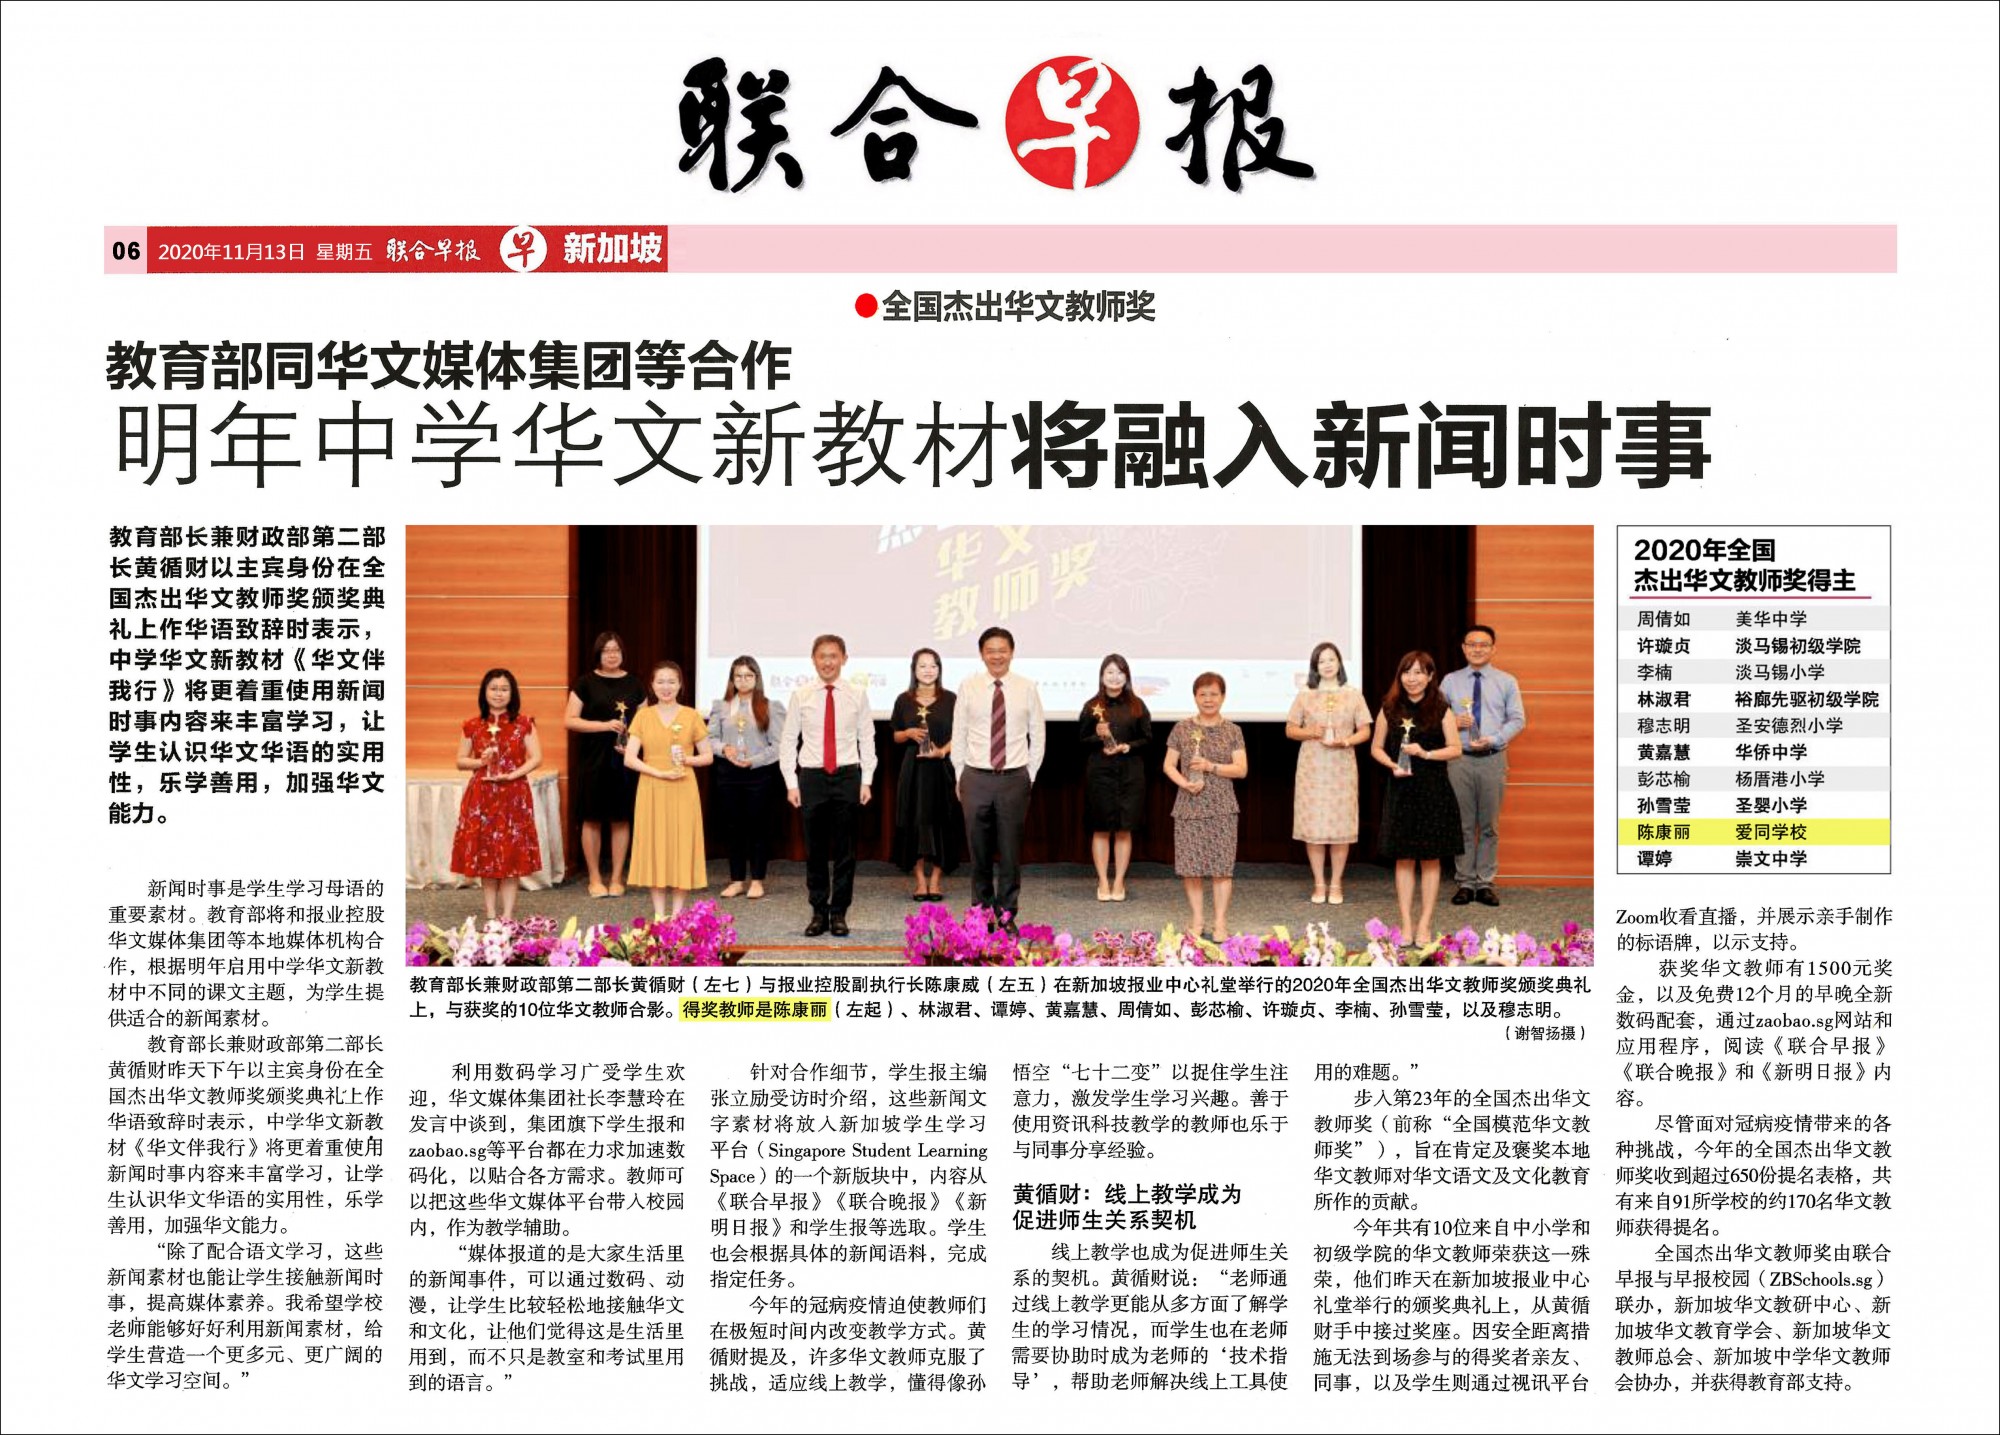 联合早报
06 2020年11月13日 星期五 联合早报 早 新加坡
●全国杰出华文教师奖
教育部同华文媒体集团等合作
明年中学华文新教材将融入新闻时事
教育部长兼财政部第二部
长黄循财以主宾身份在全
国杰出华文教师奖颁奖典
礼上作华语致辞时表示，
中学华文新教材《华文伴
我行》将更着重使用新闻
时事内容来丰富学习，让
学生认识华文华语的实用
性，乐学善用，加强华文
能力。
新闻时事是学生学习母语的
重要素材。教育部将和报业控股
华文媒体集团等本地媒体机构合
作，根据明年启用中学华文新教
材中不同的课文主题，为学生提
供适合的新闻素材。
教育部长兼财政部第二部长
黄循财昨天下午以主宾身份在全
国杰出华文教师奖颁奖典礼上作
华语致辞时表示，中学华文新教
材《华文伴我行》将更着重使用
新闻时事内容来丰富学习，让学
生认识华文华语的实用性，乐学
善用，加强华文能力。
“除了配合语文学习，这些
新闻素材也能让学生接触新闻时
事，提高媒体素养。我希望学校
老师能够好好利用新闻素材，给
学生营造一个更多元、更广阔的
华文学习空间。”
华文
教师奖
教育部长兼财政部第二部长黄循财（左七）与报业控股副执行长陈康威（左五）在新加坡报业中心礼堂举行的2020年全国杰出华文教师奖颁奖典礼
上，与获奖的10位华文教师合影。得奖教师是陈康丽（左起）、林淑君、谭婷、黄嘉慧、周倩如、彭芯榆、许璇贞、李楠、孙雪莹，以及穆志明。
（谢智扬摄）
利用数码学习广受学生欢
迎，华文媒体集团社长李慧玲在
发言中谈到，集团旗下学生报和
zaobao.sg等平台都在力求加速数
码化，以贴合各方需求。教师可
以把这些华文媒体平台带入校园
内，作为教学辅助。
“媒体报道的是大家生活里
的新闻事件，可以通过数码、动
漫，让学生比较轻松地接触华文
和文化，让他们觉得这是生活里
用到，而不只是教室和考试里用
到的语言。”
针对合作细节，学生报主编
张立励受访时介绍，这些新闻文
字素材将放入新加坡学生学习
平台（Singapore Student Learning
Space）的一个新版块中，内容从
《联合早报》《联合晚报》《新
明日报》和学生报等选取。学生
也会根据具体的新闻语料，完成
指定任务。
今年的冠病疫情迫使教师们
在极短时间内改变教学方式。黄
循财提及，许多华文教师克服了
挑战，适应线上教学，懂得像孙
悟空“七十二变”以捉住学生注
意力，激发学生学习兴趣。善于
使用资讯科技教学的教师也乐于
与同事分享经验。
黄循财：线上教学成为
促进师生关系契机
线上教学也成为促进师生关
系的契机。黄循财说：“老师通
过线上教学更能从多方面了解学
生的学习情况，而学生也在老师
需要协助时成为老师的‘技术指
导’，帮助老师解决线上工具使
用的难题。”
步入第23年的全国杰出华文
教师奖（前称“全国模范华文教
师奖”），旨在肯定及褒奖本地
华文教师对华文语文及文化教育
所作的贡献。
今年共有10位来自中小学和
初级学院的华文教师荣获这一殊
荣，他们昨天在新加坡报业中心
礼堂举行的颁奖典礼上，从黄循
财手中接过奖座。因安全距离措
施无法到场参与的得奖者亲友、
同事，以及学生则通过视讯平台
2020年全国
杰出华文教师奖得主
周倩如 美华中学
许璇贞 淡马锡初级学院
李楠 淡马锡小学
林淑君 裕廊先驱初级学院
穆志明 圣安德烈小学
黄嘉慧 华侨中学
彭芯榆 杨厝港小学
孙雪莹 圣婴小学
陈康丽 爱同学校
谭婷 崇文中学
Zoom收看直播，并展示亲手制作
的标语牌，以示支持。
获奖华文教师有1500元奖
金，以及免费12个月的早晚全新
数码配套，通过zaobao.sg网站和
应用程序，阅读《联合早报》
《联合晚报》和《新明日报》内
容。
尽管面对冠病疫情带来的各
种挑战，今年的全国杰出华文教
师奖收到超过650份提名表格，共
有来自91所学校的约170名华文教
师获得提名。
全国杰出华文教师奖由联合
早报与早报校园（ZBSchools.sg）
联办，新加坡华文教研中心、新
加坡华文教育学会、新加坡华文
教师总会、新加坡中学华文教师
会协办，并获得教育部支持。